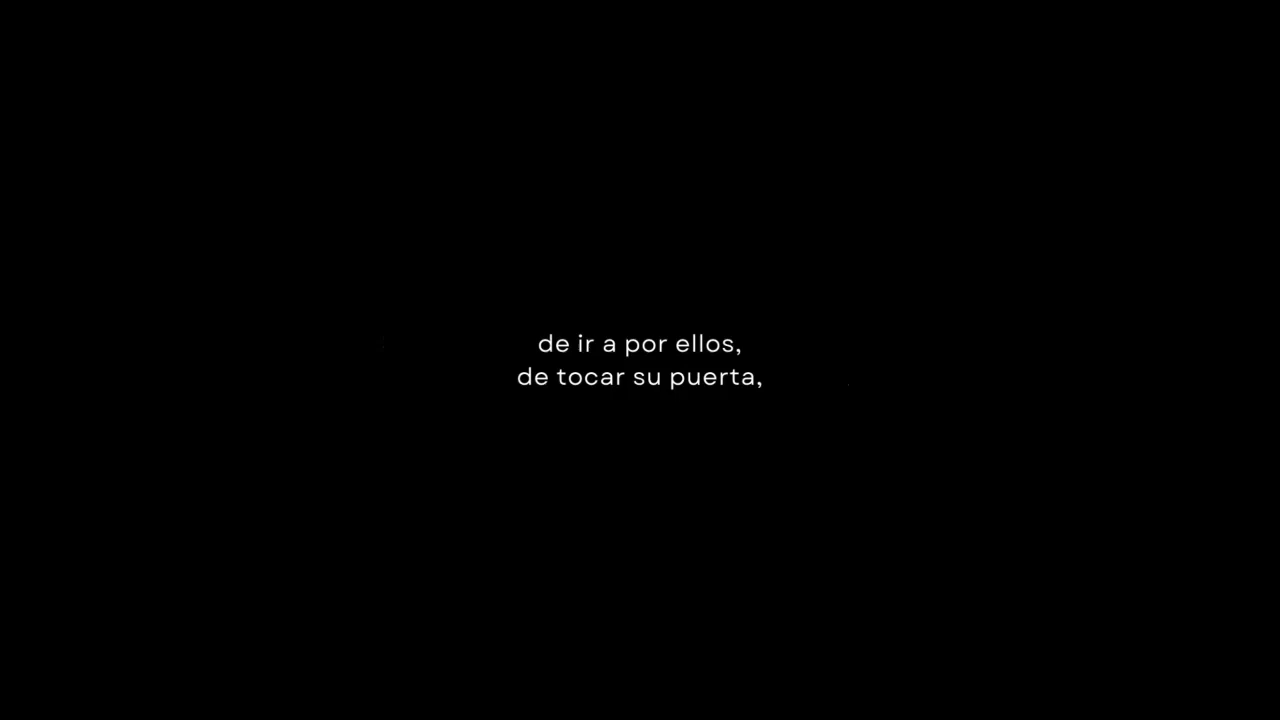 de ir a por ellos,
de tocar su puerta,